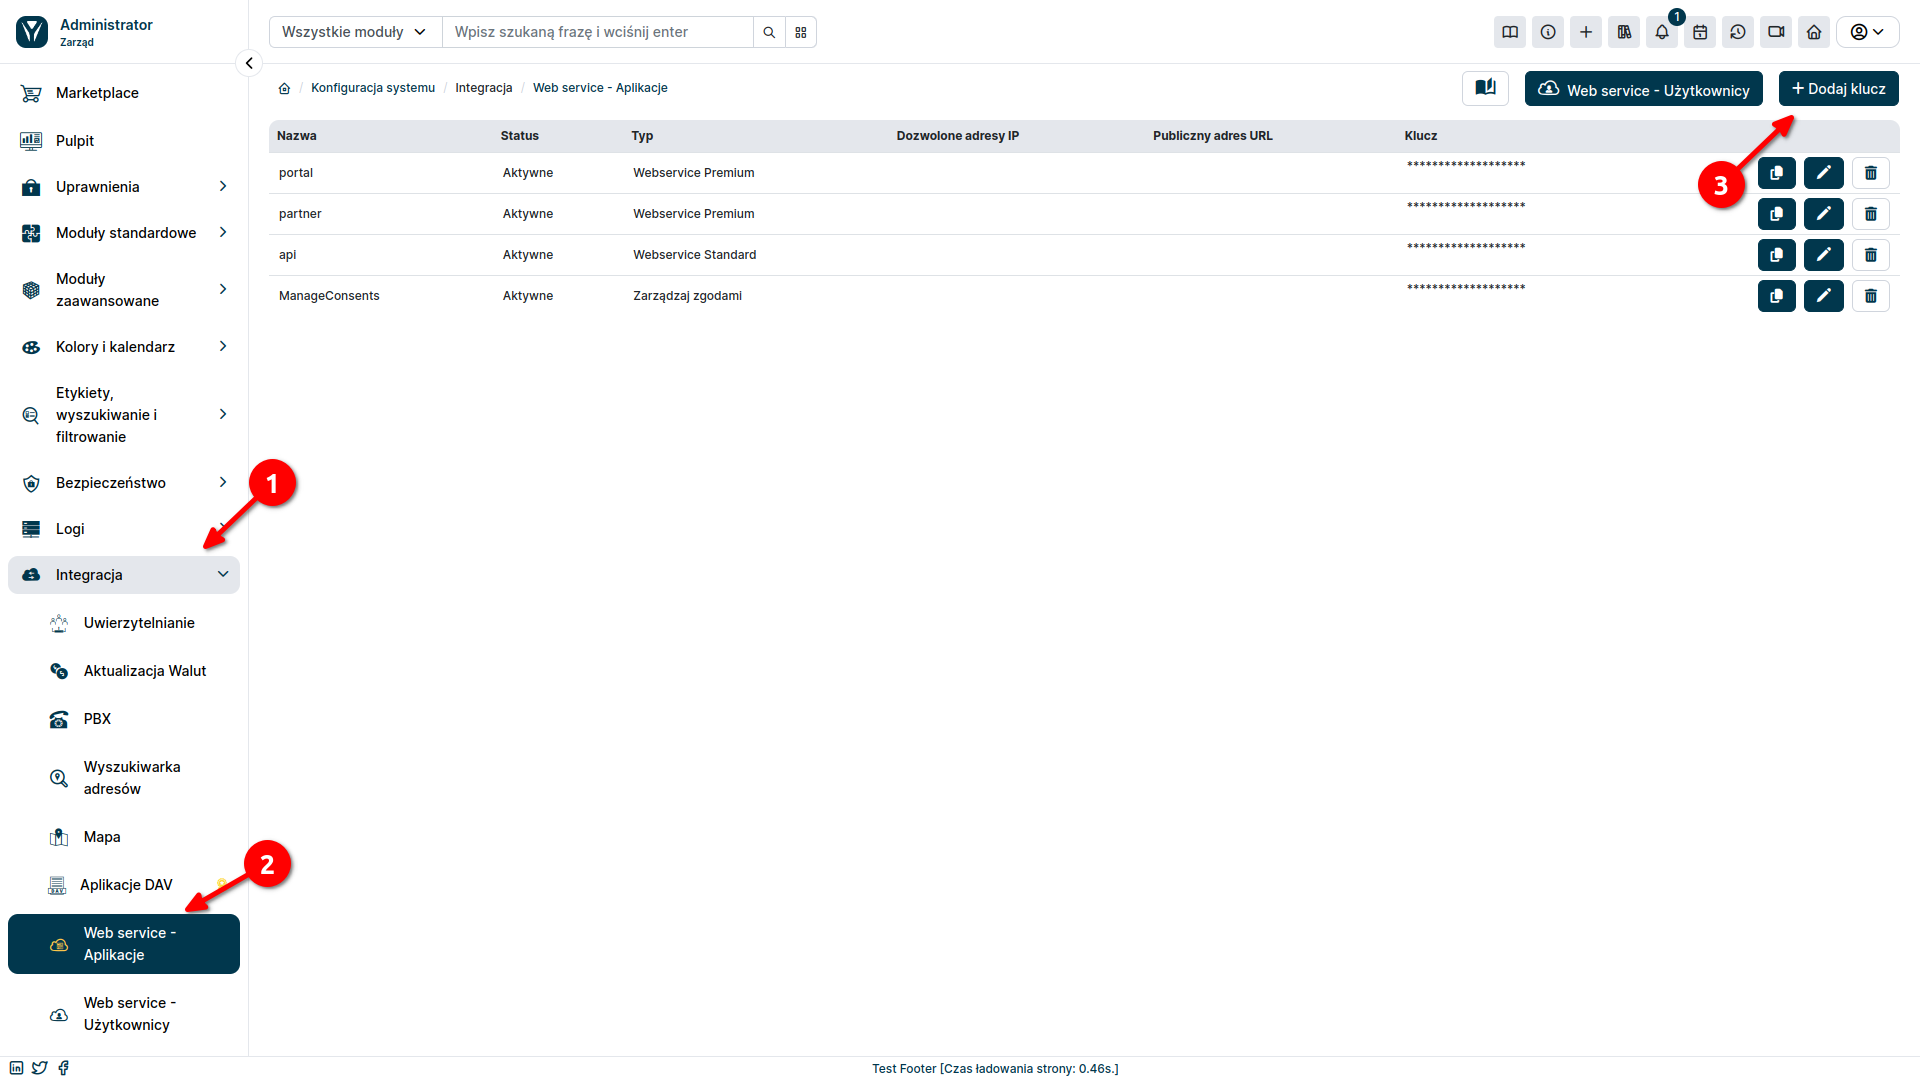 Administrator
Zarząd
Wszystkie moduły
Wpisz szukaną frazę i wciśnij enter
1
Marketplace
Pulpit
Uprawnienia
Moduły standardowe
Moduły
zaawansowane
Kolory i kalendarz
Etykiety,
wyszukiwanie i
filtrowanie
Bezpieczeństwo
Logi
Integracja
Uwierzytelnianie
Aktualizacja Walut
PBX
Wyszukiwarka
adresów
Mapa
Aplikacje DAV
Web service -
Aplikacje
Web service -
Użytkownicy
1
2
Konfiguracja systemu / Integracja / Web service - Aplikacje
Web service - Użytkownicy
+ Dodaj klucz
3
Nazwa Status Typ Dozwolone adresy IP Publiczny adres URL Klucz
portal Aktywne Webservice Premium *******************
partner Aktywne Webservice Premium *******************
api Aktywne Webservice Standard *******************
ManageConsents Aktywne Zarządzaj zgodami *******************
Test Footer [Czas ładowania strony: 0.46s.]